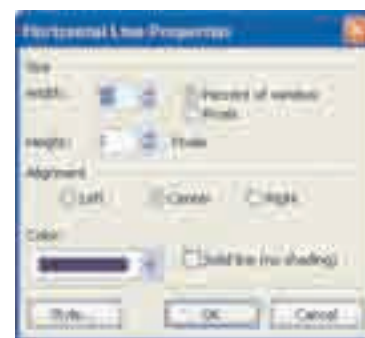 Horizontal Line Properties
Size
Width:
Percent of window
Pixels
Height:
Pixels
Alignment
Left Center Right
Color:
Solid line (no shading)
Style... OK Cancel